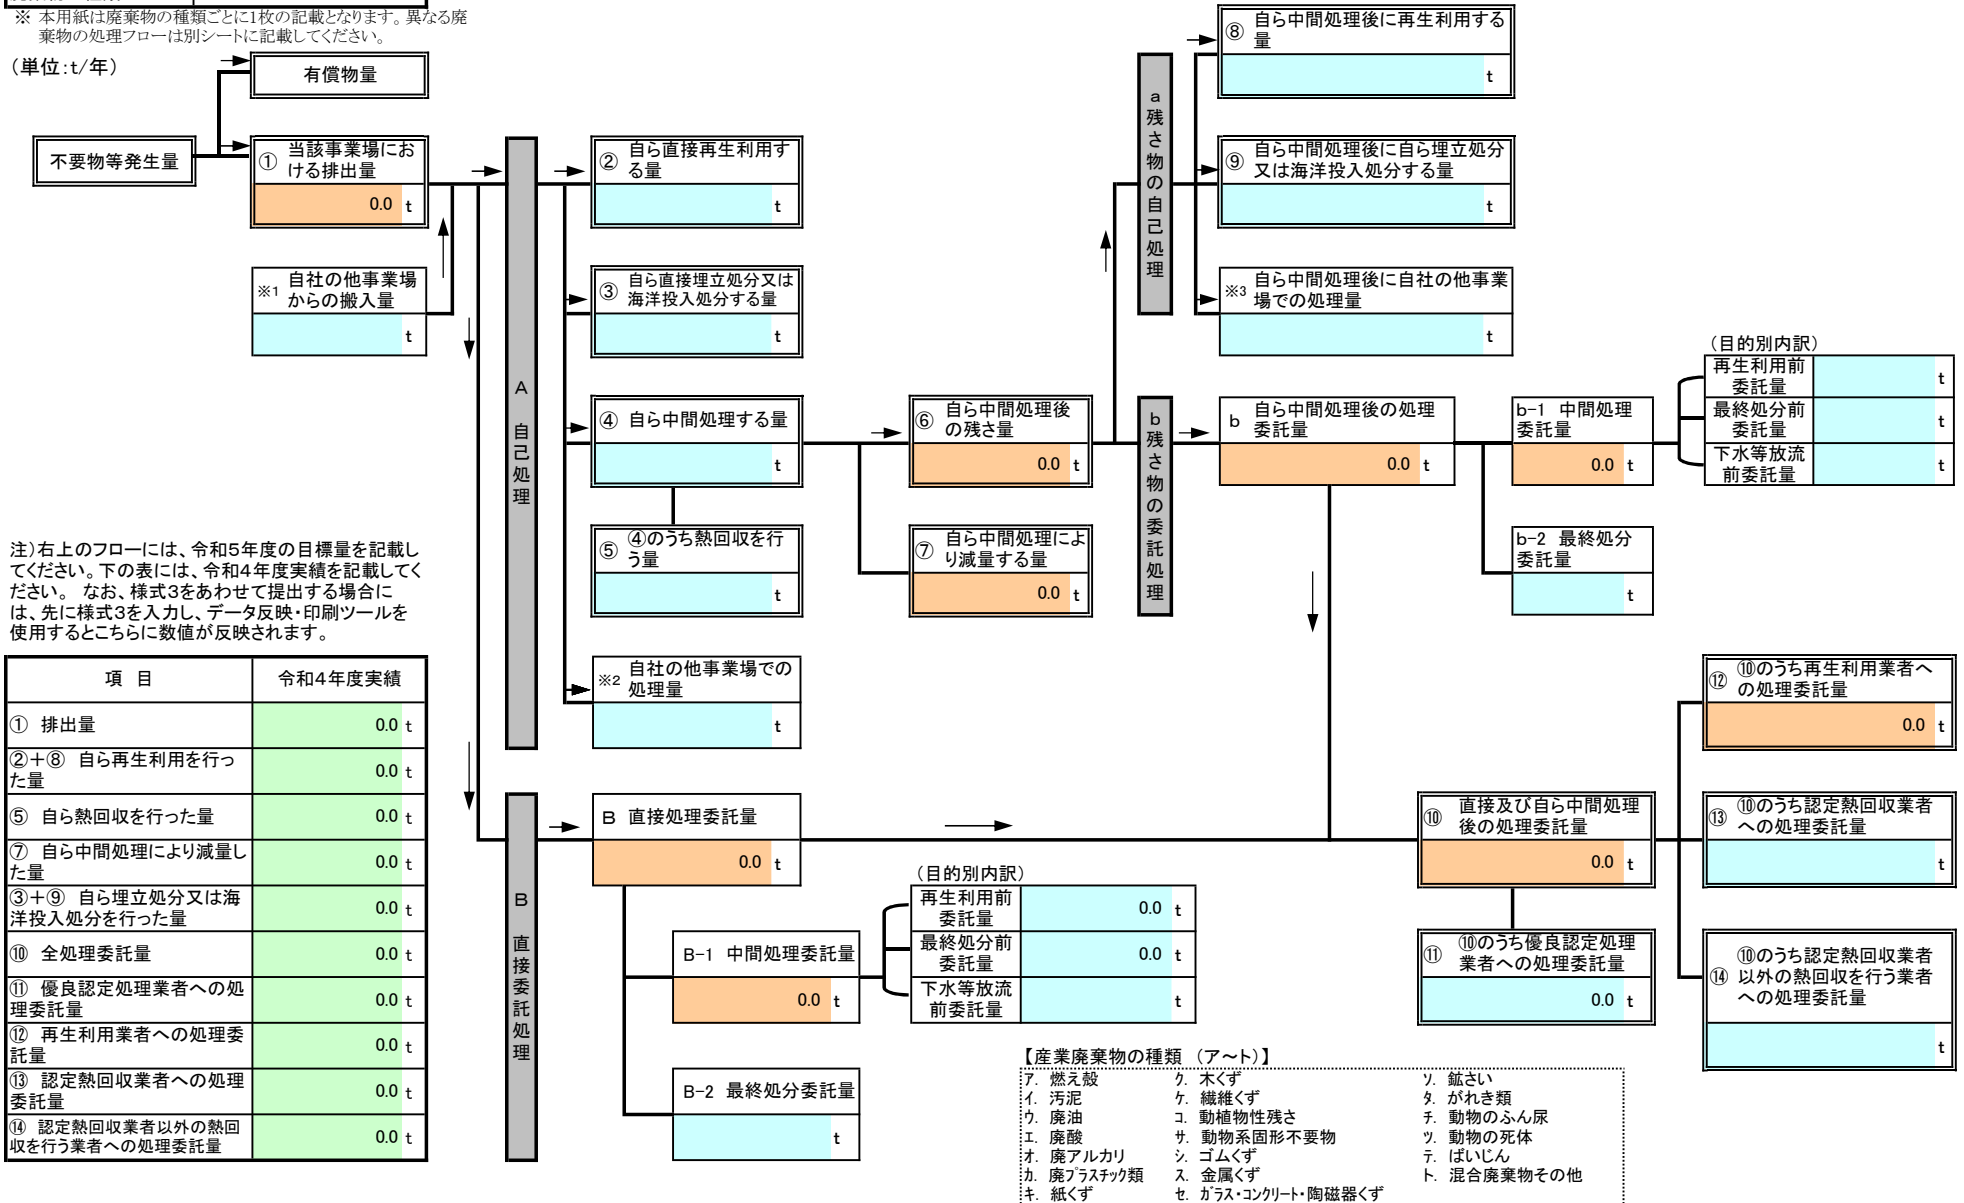 ※ 本用紙は廃棄物の種類ごとに1枚の記載となります。異なる廃
棄物の処理フローは別シートに記載してください。
（単位：t/年）
有償物量
不要物等発生量
① 当該事業場にお
ける排出量
0.0 t
※1 自社の他事業場
からの搬入量
t
A 自己処理
② 自ら直接再生利用す
る量
t
③ 自ら直接埋立処分又は
海洋投入処分する量
t
④ 自ら中間処理する量
t
⑤ ④のうち熱回収を行
う量
t
※2 自社の他事業場での
処理量
t
⑥ 自ら中間処理後
の残さ量
0.0 t
⑦ 自ら中間処理によ
り減量する量
0.0 t
a 残さ物の自己処理
⑧ 自ら中間処理後に再生利用する
量
t
⑨ 自ら中間処理後に自ら埋立処分
又は海洋投入処分する量
t
※3 自ら中間処理後に自社の他事業
場での処理量
t
b 残さ物の委託処理
b 自ら中間処理後の処理
委託量
0.0 t
b-1 中間処理
委託量
0.0 t
（目的別内訳）
再生利用前
委託量
t
最終処分前
委託量
t
下水等放流
前委託量
t
b-2 最終処分
委託量
t
注）右上のフローには、令和５年度の目標量を記載し
てください。下の表には、令和４年度実績を記載してく
ださい。 なお、様式3をあわせて提出する場合に
は、先に様式3を入力し、データ反映・印刷ツールを
使用するとこちらに数値が反映されます。
項 目 令和４年度実績
① 排出量 0.0 t
②＋⑧ 自ら再生利用を行っ
た量 0.0 t
⑤ 自ら熱回収を行った量 0.0 t
⑦ 自ら中間処理により減量し
た量 0.0 t
③＋⑨ 自ら埋立処分又は海
洋投入処分を行った量 0.0 t
⑩ 全処理委託量 0.0 t
⑪ 優良認定処理業者への処
理委託量 0.0 t
⑫ 再生利用業者への処理委
託量 0.0 t
⑬ 認定熱回収業者への処理
委託量 0.0 t
⑭ 認定熱回収業者以外の熱回
収を行う業者への処理委託量 0.0 t
B 直接委託処理
B 直接処理委託量
0.0 t
B-1 中間処理委託量
0.0 t
B-2 最終処分委託量
t
（目的別内訳）
再生利用前
委託量
0.0 t
最終処分前
委託量
0.0 t
下水等放流
前委託量
t
⑩ 直接及び自ら中間処理
後の処理委託量
0.0 t
⑪ ⑩のうち優良認定処理
業者への処理委託量
0.0 t
⑫ ⑩のうち再生利用業者へ
の処理委託量
0.0 t
⑬ ⑩のうち認定熱回収業者
への処理委託量
t
⑭ ⑩のうち認定熱回収業者
以外の熱回収を行う業者
への処理委託量
t
【産業廃棄物の種類 （ア～ト）】
ア. 燃え殻 ク. 木くず ソ. 鉱さい
イ. 汚泥 ケ. 繊維くず タ. がれき類
ウ. 廃油 コ. 動植物性残さ チ. 動物のふん尿
エ. 廃酸 サ. 動物系固形不要物 ツ. 動物の死体
オ. 廃アルカリ シ. ゴムくず テ. ばいじん
カ. 廃プラスチック類 ス. 金属くず ト. 混合廃棄物その他
キ. 紙くず セ. ガラス・コンクリート・陶磁器くず